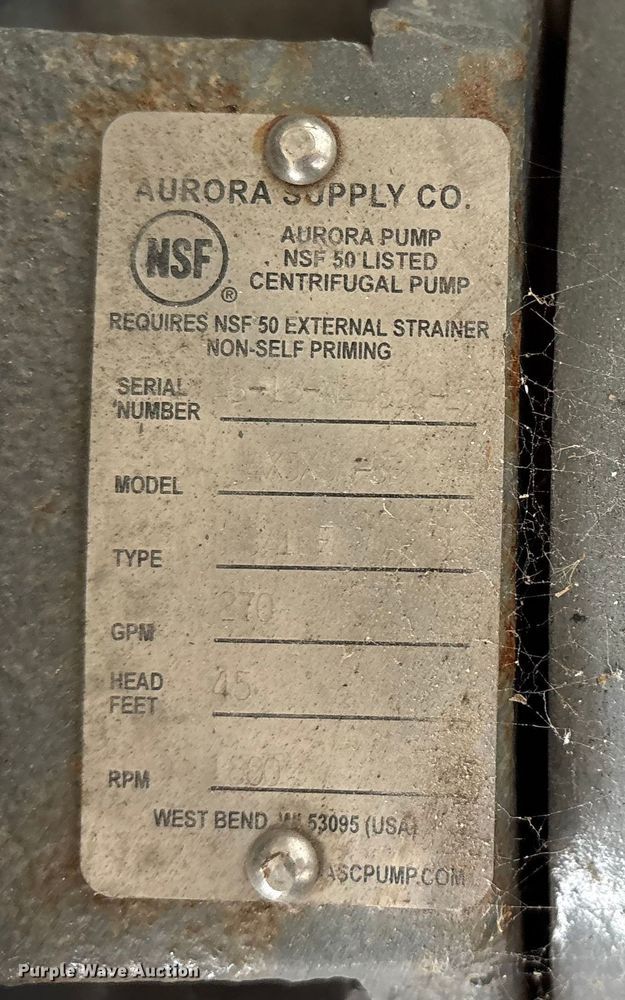 AURORA SUPPLY CO.
NSF ®
AURORA PUMP
NSF 50 LISTED
CENTRIFUGAL PUMP
REQUIRES NSF 50 EXTERNAL STRAINER
NON-SELF PRIMING
SERIAL
NUMBER
MODEL
TYPE
GPM 270
HEAD
FEET 45
RPM
WEST BEND, WI 53095 (USA)
ASCPUMP.COM
Purple Wave Auction